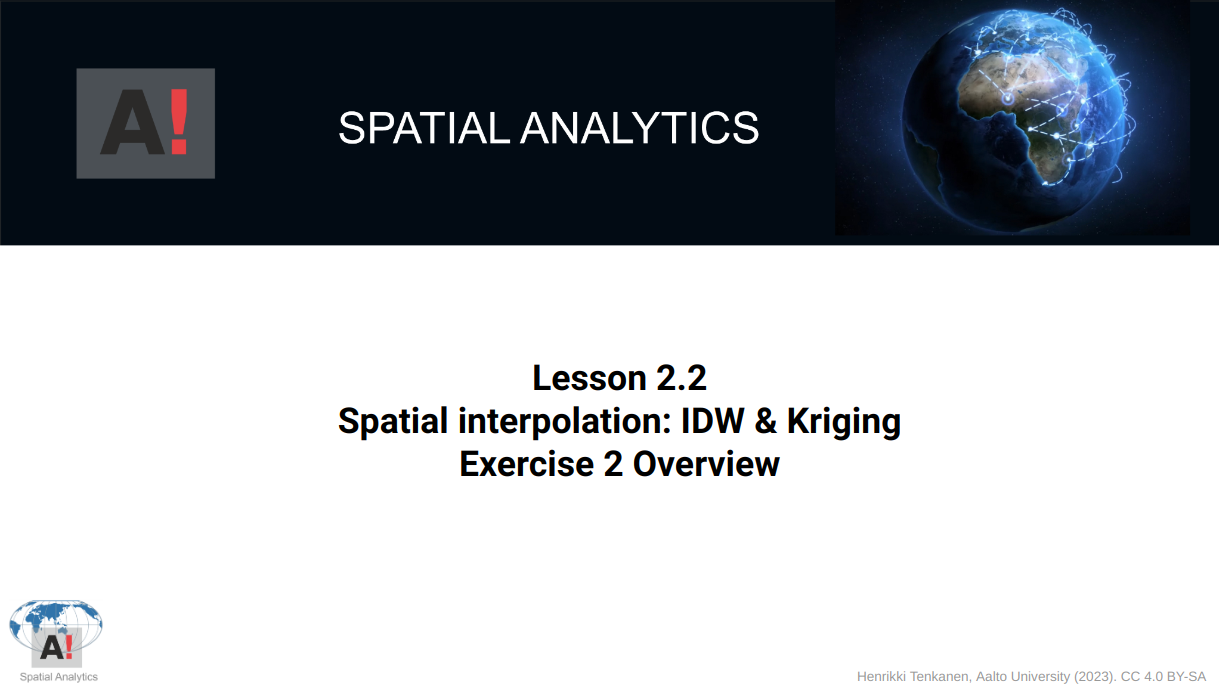 A!
SPATIAL ANALYTICS
Lesson 2.2
Spatial interpolation: IDW & Kriging
Exercise 2 Overview
A!
Spatial Analytics
Henrikki Tenkanen, Aalto University (2023). CC 4.0 BY-SA